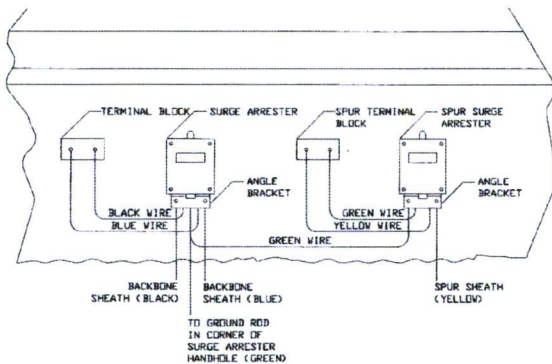 TERMINAL BLOCK
SURGE ARRESTER
SPUR TERMINAL
BLOCK
SPUR SURGE
ARRESTER
ANGLE
BRACKET
ANGLE
BRACKET
BLACK WIRE
BLUE WIRE
GREEN WIRE
YELLOW WIRE
GREEN WIRE
BACKBONE
SHEATH (BLACK)
BACKBONE
SHEATH (BLUE)
SPUR SHEATH
(YELLOW)
TO GROUND ROD
IN CORNER OF
SURGE ARRESTER
HANDHOLE (GREEN)